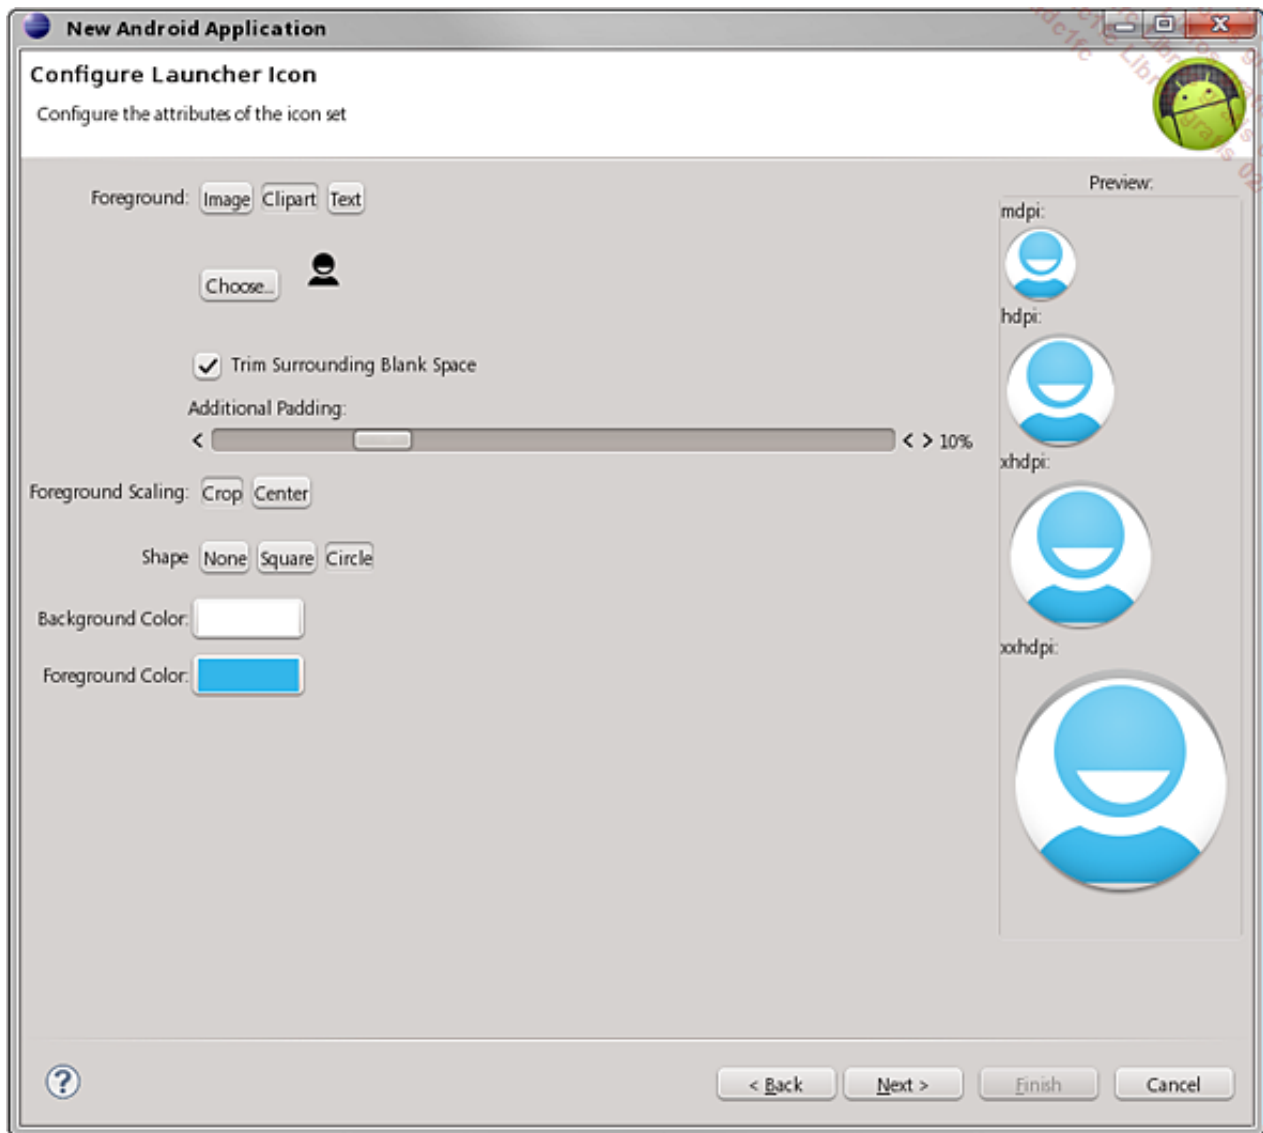 New Android Application
Configure Launcher Icon
Configure the attributes of the icon set
Foreground: Image Clipart Text
Choose...
Trim Surrounding Blank Space
Additional Padding:
< < > 10%
Foreground Scaling: Crop Center
Shape None Square Circle
Background Color:
Foreground Color:
Preview:
mdpi:
hdpi:
xhdpi:
xxhdpi:
?
< Back Next > Finish Cancel